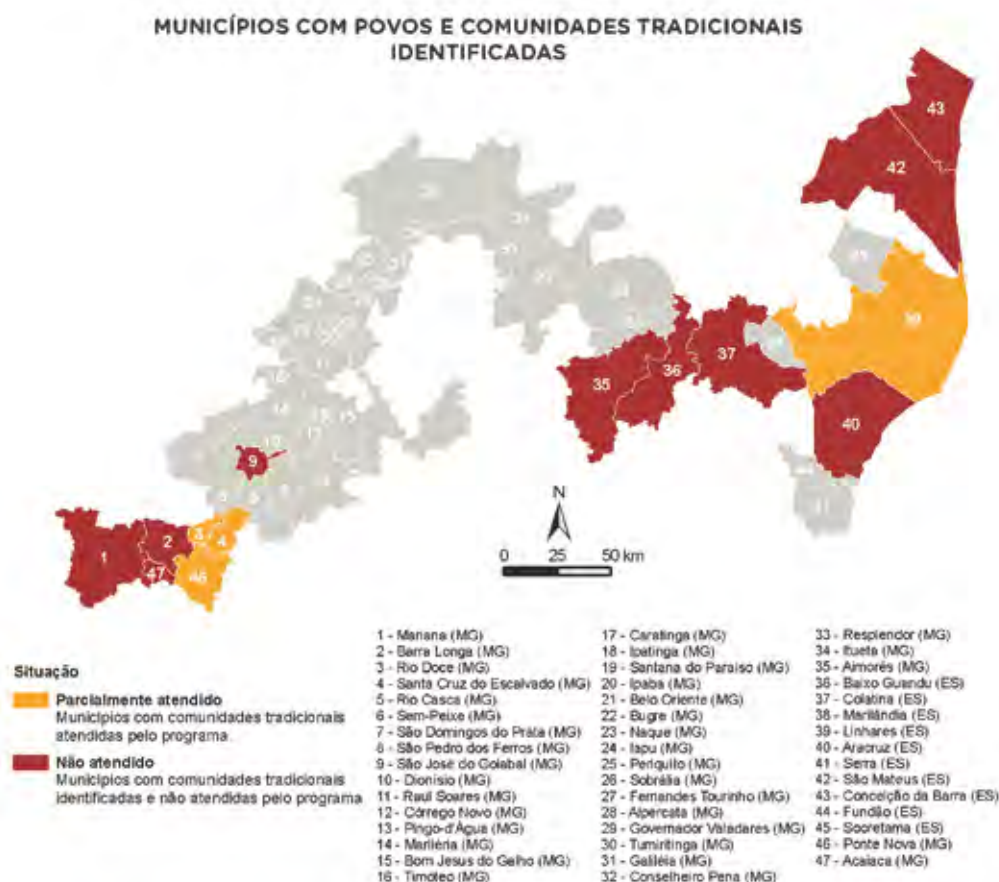 MUNICÍPIOS COM POVOS E COMUNIDADES TRADICIONAIS
IDENTIFICADAS
43
42
39
37
36
35
40
9
3
4
2
1
47
46
N
0 25 50 km
Situação
Parcialmente atendido
Municípios com comunidades tradicionais
atendidas pelo programa
Não atendido
Municípios com comunidades tradicionais
identificadas e não atendidas pelo programa
1 - Mariana (MG)
2 - Barra Longa (MG)
3 - Rio Doce (MG)
4 - Santa Cruz do Escalvado (MG)
5 - Rio Casca (MG)
6 - Sem-Peixe (MG)
7 - São Domingos do Prata (MG)
8 - São Pedro dos Ferros (MG)
9 - São José do Goiabal (MG)
10 - Dionísio (MG)
11 - Raul Soares (MG)
12 - Córrego Novo (MG)
13 - Pingo-d'Água (MG)
14 - Marliéria (MG)
15 - Bom Jesus do Galho (MG)
16 - Timóteo (MG)
17 - Caratinga (MG)
18 - Ipatinga (MG)
19 - Santana do Paraíso (MG)
20 - Ipaba (MG)
21 - Belo Oriente (MG)
22 - Bugre (MG)
23 - Naque (MG)
24 - Iapu (MG)
25 - Periquito (MG)
26 - Sobrália (MG)
27 - Fernandes Tourinho (MG)
28 - Alpercata (MG)
29 - Governador Valadares (MG)
30 - Tumiritinga (MG)
31 - Galiléia (MG)
32 - Conselheiro Pena (MG)
33 - Resplendor (MG)
34 - Itueta (MG)
35 - Aimorés (MG)
36 - Baixo Guandu (ES)
37 - Colatina (ES)
38 - Marilândia (ES)
39 - Linhares (ES)
40 - Aracruz (ES)
41 - Serra (ES)
42 - São Mateus (ES)
43 - Conceição da Barra (ES)
44 - Fundão (ES)
45 - Sooretama (ES)
46 - Ponte Nova (MG)
47 - Acaiaca (MG)